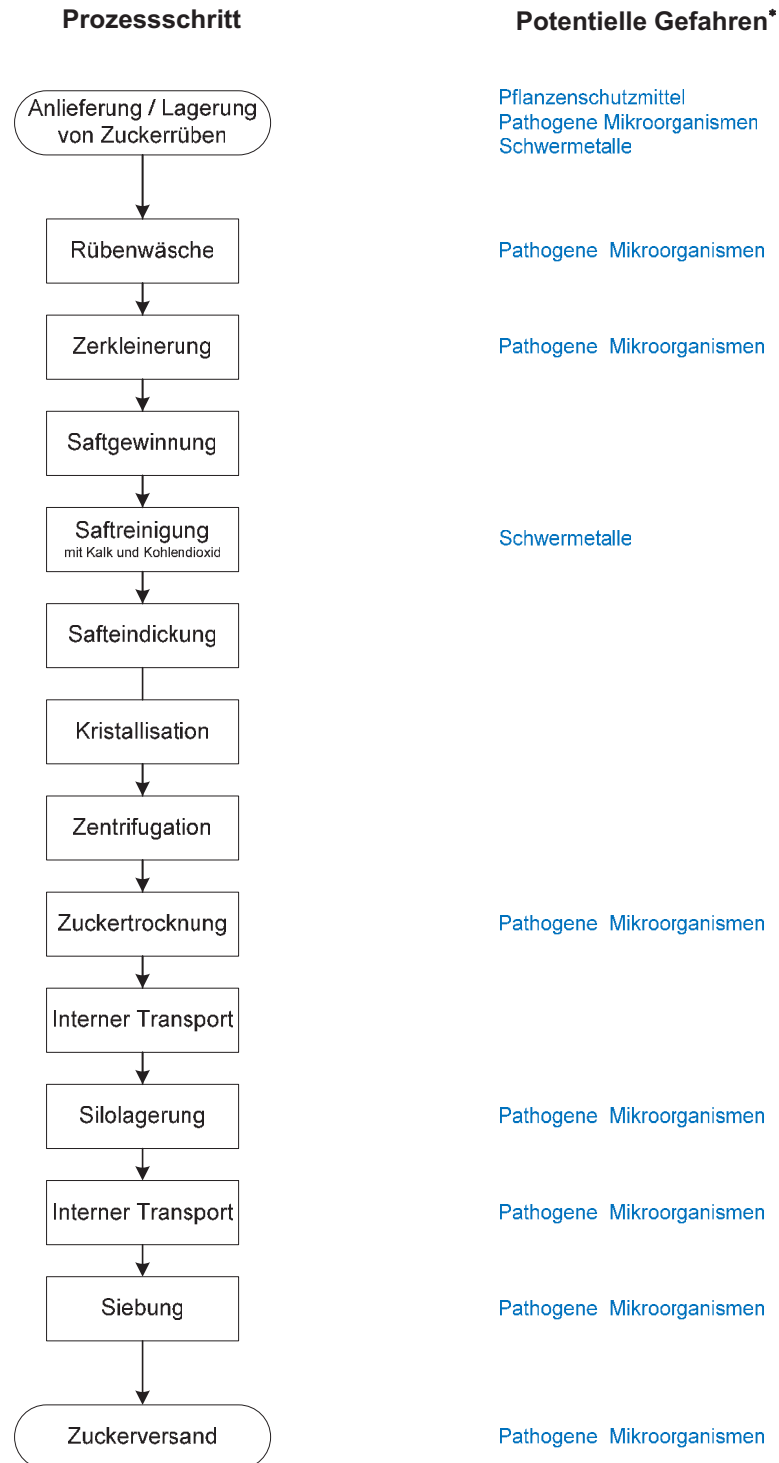 Prozessschritt
Potentielle Gefahren*
Anlieferung / Lagerung
von Zuckerrüben
Pflanzenschutzmittel
Pathogene Mikroorganismen
Schwermetalle
Rübenwäsche
Pathogene Mikroorganismen
Zerkleinerung
Pathogene Mikroorganismen
Saftgewinnung
Saftreinigung
mit Kalk und Kohlendioxid
Schwermetalle
Safteindickung
Kristallisation
Zentrifugation
Zuckertrocknung
Pathogene Mikroorganismen
Interner Transport
Silolagerung
Pathogene Mikroorganismen
Interner Transport
Pathogene Mikroorganismen
Siebung
Pathogene Mikroorganismen
Zuckerversand
Pathogene Mikroorganismen